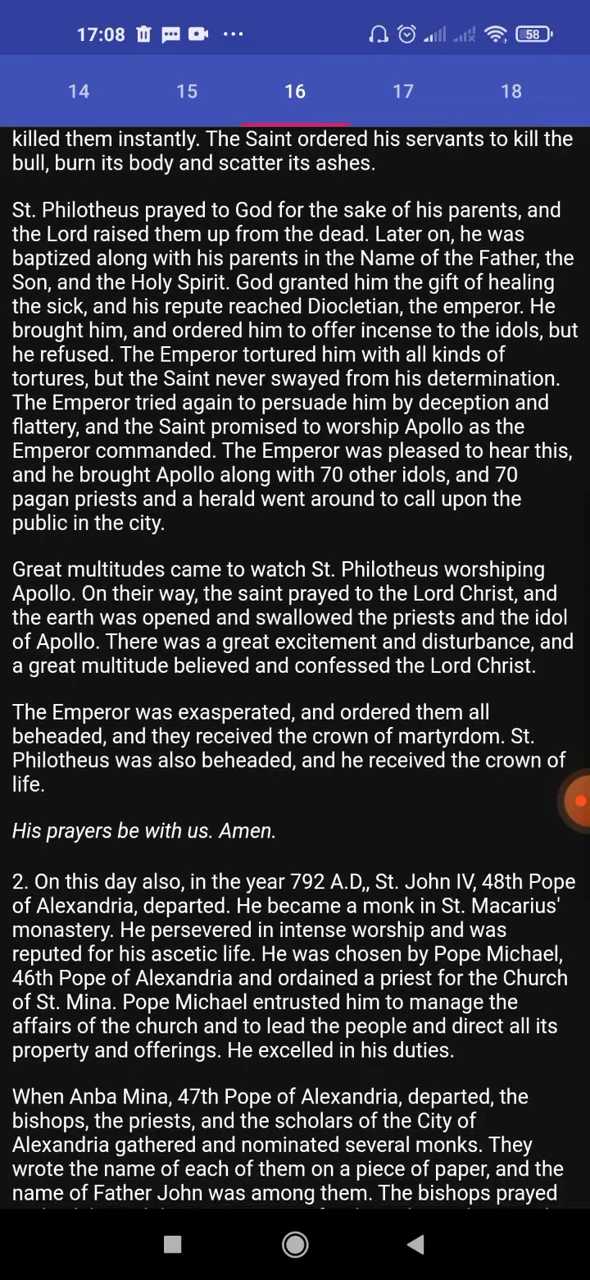 17:08
58
14 15 16 17 18
killed them instantly. The Saint ordered his servants to kill the
bull, burn its body and scatter its ashes.
St. Philotheus prayed to God for the sake of his parents, and
the Lord raised them up from the dead. Later on, he was
baptized along with his parents in the Name of the Father, the
Son, and the Holy Spirit. God granted him the gift of healing
the sick, and his repute reached Diocletian, the emperor. He
brought him, and ordered him to offer incense to the idols, but
he refused. The Emperor tortured him with all kinds of
tortures, but the Saint never swayed from his determination.
The Emperor tried again to persuade him by deception and
flattery, and the Saint promised to worship Apollo as the
Emperor commanded. The Emperor was pleased to hear this,
and he brought Apollo along with 70 other idols, and 70
pagan priests and a herald went around to call upon the
public in the city.
Great multitudes came to watch St. Philotheus worshiping
Apollo. On their way, the saint prayed to the Lord Christ, and
the earth was opened and swallowed the priests and the idol
of Apollo. There was a great excitement and disturbance, and
a great multitude believed and confessed the Lord Christ.
The Emperor was exasperated, and ordered them all
beheaded, and they received the crown of martyrdom. St.
Philotheus was also beheaded, and he received the crown of
life.
His prayers be with us. Amen.
2. On this day also, in the year 792 A.D,, St. John IV, 48th Pope
of Alexandria, departed. He became a monk in St. Macarius'
monastery. He persevered in intense worship and was
reputed for his ascetic life. He was chosen by Pope Michael,
46th Pope of Alexandria and ordained a priest for the Church
of St. Mina. Pope Michael entrusted him to manage the
affairs of the church and to lead the people and direct all its
property and offerings. He excelled in his duties.
When Anba Mina, 47th Pope of Alexandria, departed, the
bishops, the priests, and the scholars of the City of
Alexandria gathered and nominated several monks. They
wrote the name of each of them on a piece of paper, and the
name of Father John was among them. The bishops prayed